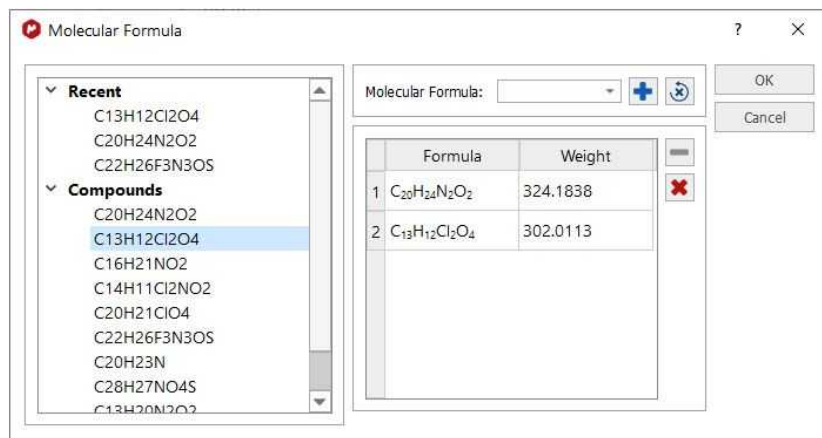 Molecular Formula
?
Recent
C13H12Cl2O4
C20H24N2O2
C22H26F3N3OS
Compounds
C20H24N2O2
C13H12Cl2O4
C16H21NO2
C14H11Cl2NO2
C20H21ClO4
C22H26F3N3OS
C20H23N
C28H27NO4S
C13H20N2O2
Molecular Formula:
Formula Weight
1 C₂₀H₂₄N₂O₂ 324.1838
2 C₁₃H₁₂Cl₂O₄ 302.0113
OK
Cancel